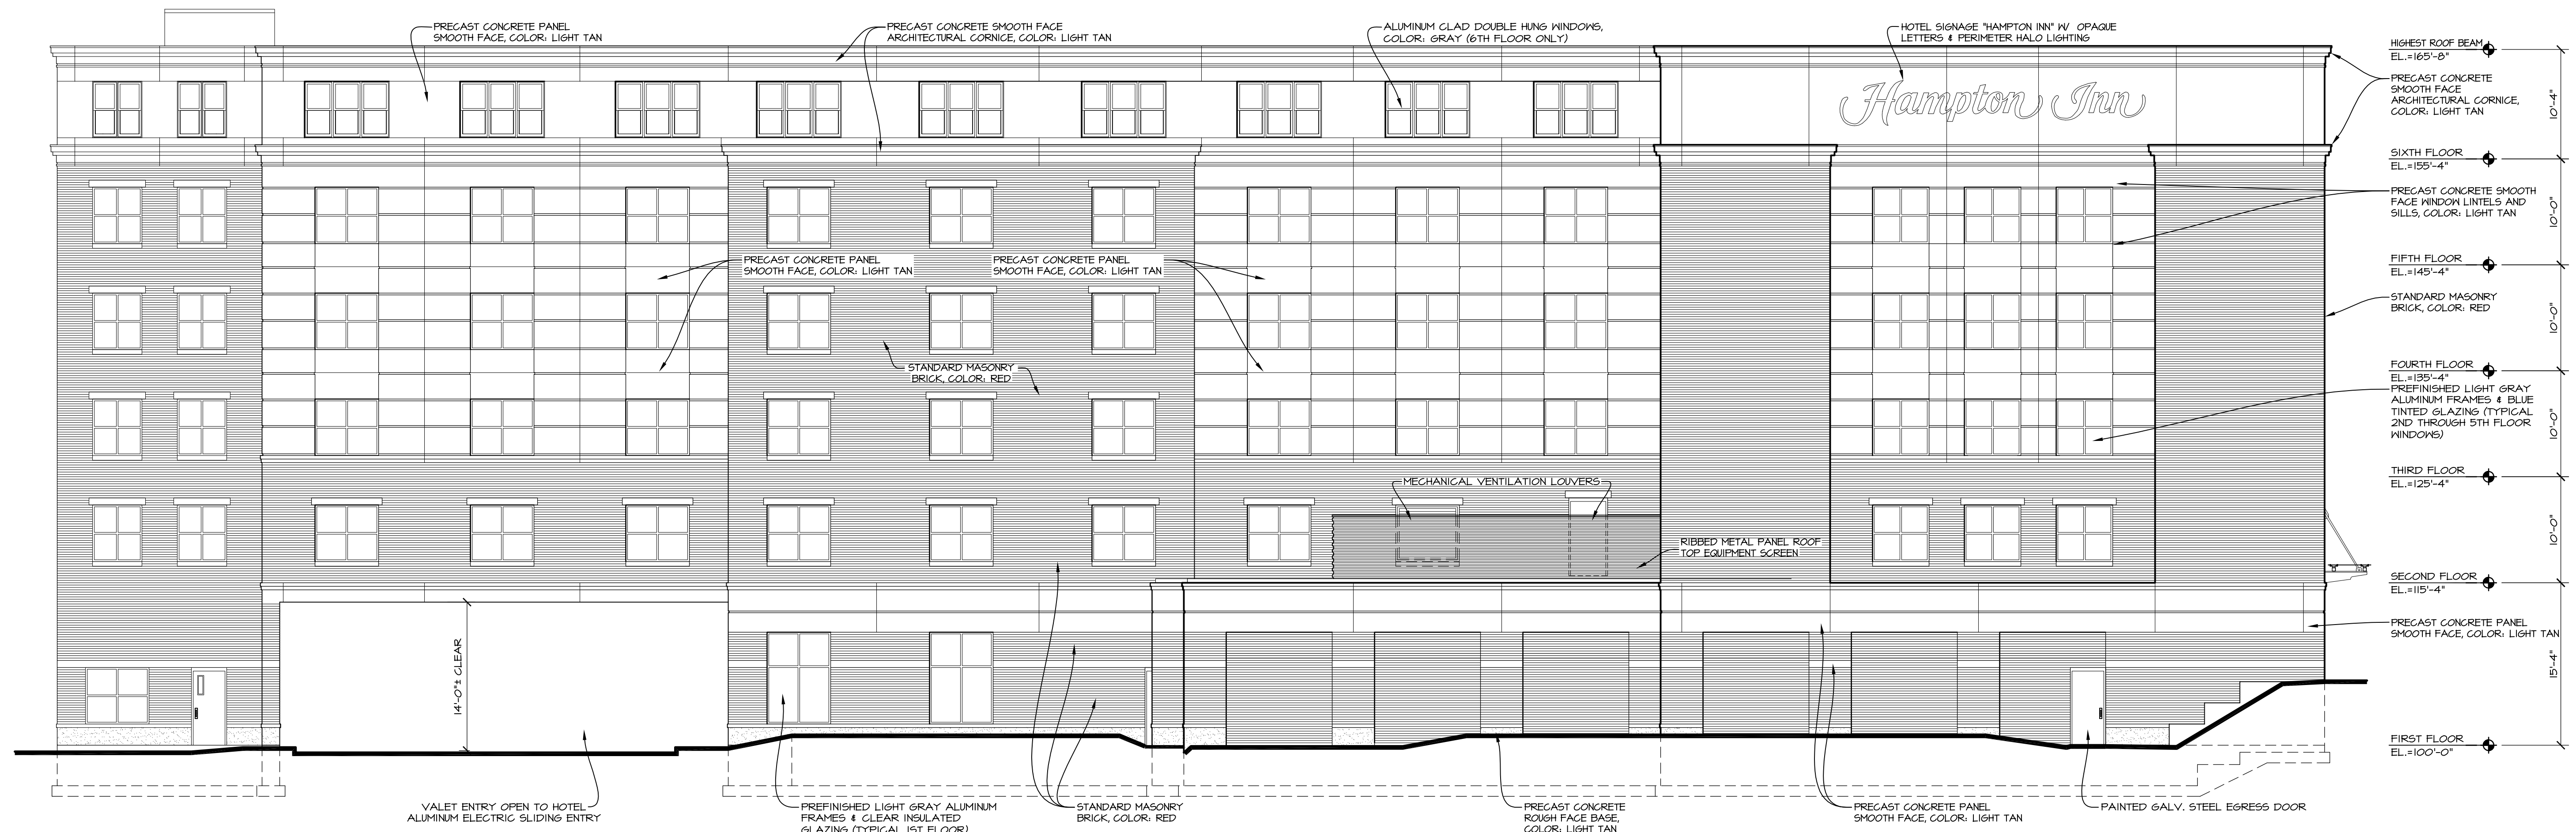 PRECAST CONCRETE PANEL
SMOOTH FACE, COLOR: LIGHT TAN
PRECAST CONCRETE SMOOTH FACE
ARCHITECTURAL CORNICE, COLOR: LIGHT TAN
ALUMINUM CLAD DOUBLE HUNG WINDOWS,
COLOR: GRAY (6TH FLOOR ONLY)
HOTEL SIGNAGE "HAMPTON INN" W/ OPAQUE
LETTERS & PERIMETER HALO LIGHTING
Hampton Inn
HIGHEST ROOF BEAM
EL.=165'-8"
PRECAST CONCRETE
SMOOTH FACE
ARCHITECTURAL CORNICE,
COLOR: LIGHT TAN
10'-4"
SIXTH FLOOR
EL.=155'-4"
PRECAST CONCRETE SMOOTH
FACE WINDOW LINTELS AND
SILLS, COLOR: LIGHT TAN
10'-0"
PRECAST CONCRETE PANEL
SMOOTH FACE, COLOR: LIGHT TAN
PRECAST CONCRETE PANEL
SMOOTH FACE, COLOR: LIGHT TAN
FIFTH FLOOR
EL.=145'-4"
STANDARD MASONRY
BRICK, COLOR: RED
10'-0"
STANDARD MASONRY
BRICK, COLOR: RED
FOURTH FLOOR
EL.=135'-4"
PREFINISHED LIGHT GRAY
ALUMINUM FRAMES & BLUE
TINTED GLAZING (TYPICAL
2ND THROUGH 5TH FLOOR
WINDOWS)
10'-0"
THIRD FLOOR
EL.=125'-4"
MECHANICAL VENTILATION LOUVERS
RIBBED METAL PANEL ROOF
TOP EQUIPMENT SCREEN
10'-0"
SECOND FLOOR
EL.=115'-4"
PRECAST CONCRETE PANEL
SMOOTH FACE, COLOR: LIGHT TAN
14'-0"± CLEAR
15'-4"
FIRST FLOOR
EL.=100'-0"
VALET ENTRY OPEN TO HOTEL
ALUMINUM ELECTRIC SLIDING ENTRY
PREFINISHED LIGHT GRAY ALUMINUM
FRAMES & CLEAR INSULATED
GLAZING (TYPICAL 1ST FLOOR)
STANDARD MASONRY
BRICK, COLOR: RED
PRECAST CONCRETE
ROUGH FACE BASE,
COLOR: LIGHT TAN
PRECAST CONCRETE PANEL
SMOOTH FACE, COLOR: LIGHT TAN
PAINTED GALV. STEEL EGRESS DOOR